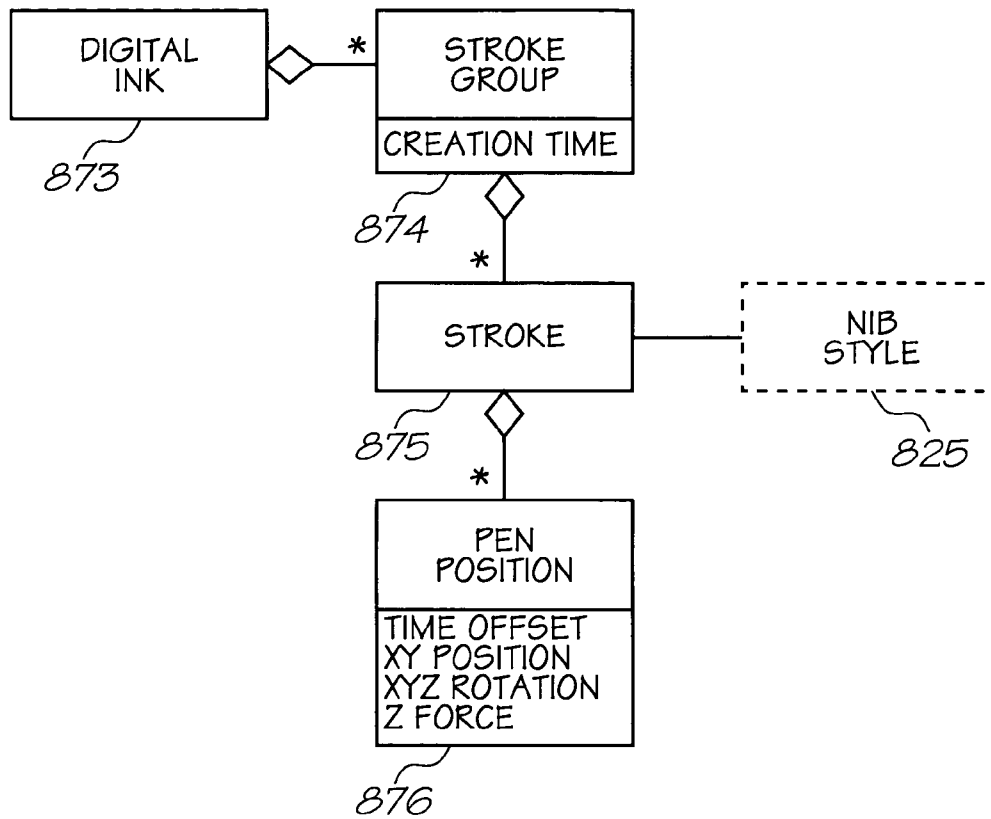 DIGITAL
INK
*
STROKE
GROUP
CREATION TIME
873
874
*
STROKE
NIB
STYLE
875
825
*
PEN
POSITION
TIME OFFSET
XY POSITION
XYZ ROTATION
Z FORCE
876